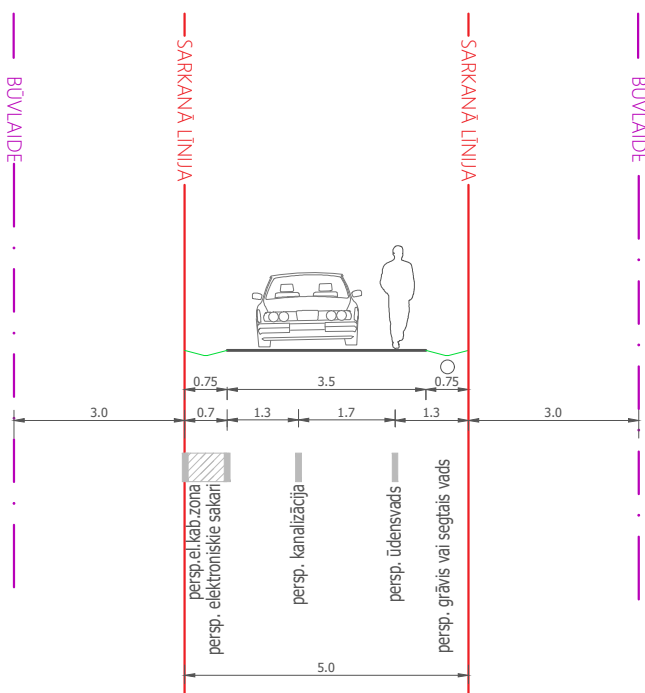 BŪVLAIDE
SARKANĀ LĪNIJA
SARKANĀ LĪNIJA
BŪVLAIDE
0.75
3.5
0.75
3.0
0.7
1.3
1.7
1.3
3.0
persp.el.kab.zona
persp. elektroniskie sakari
persp. kanalizācija
persp. ūdensvads
persp. grāvis vai segtais vads
5.0